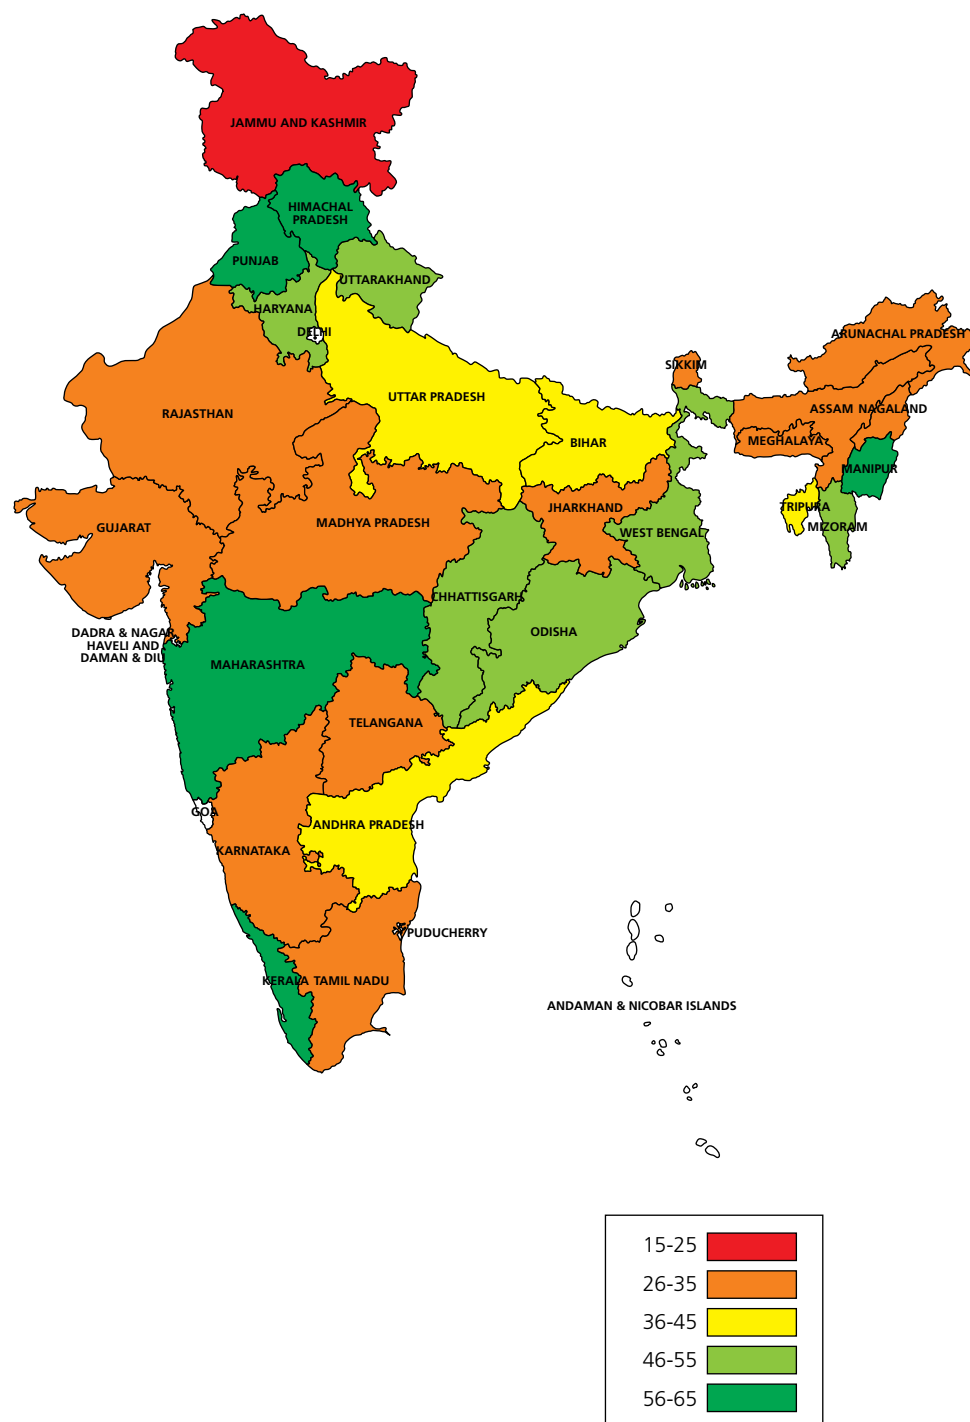 JAMMU AND KASHMIR
HIMACHAL
PRADESH
PUNJAB
UTTARAKHAND
HARYANA
DELHI
ARUNACHAL PRADESH
SIKKIM
UTTAR PRADESH
RAJASTHAN
ASSAM
NAGALAND
BIHAR
MEGHALAYA
MANIPUR
JHARKHAND
TRIPURA
MADHYA PRADESH
GUJARAT
MIZORAM
WEST BENGAL
CHHATTISGARH
ODISHA
DADRA & NAGAR
HAVELI AND
DAMAN & DIU
MAHARASHTRA
TELANGANA
GOA
ANDHRA PRADESH
KARNATAKA
PUDUCHERRY
KERALA
TAMIL NADU
ANDAMAN & NICOBAR ISLANDS
15-25
26-35
36-45
46-55
56-65